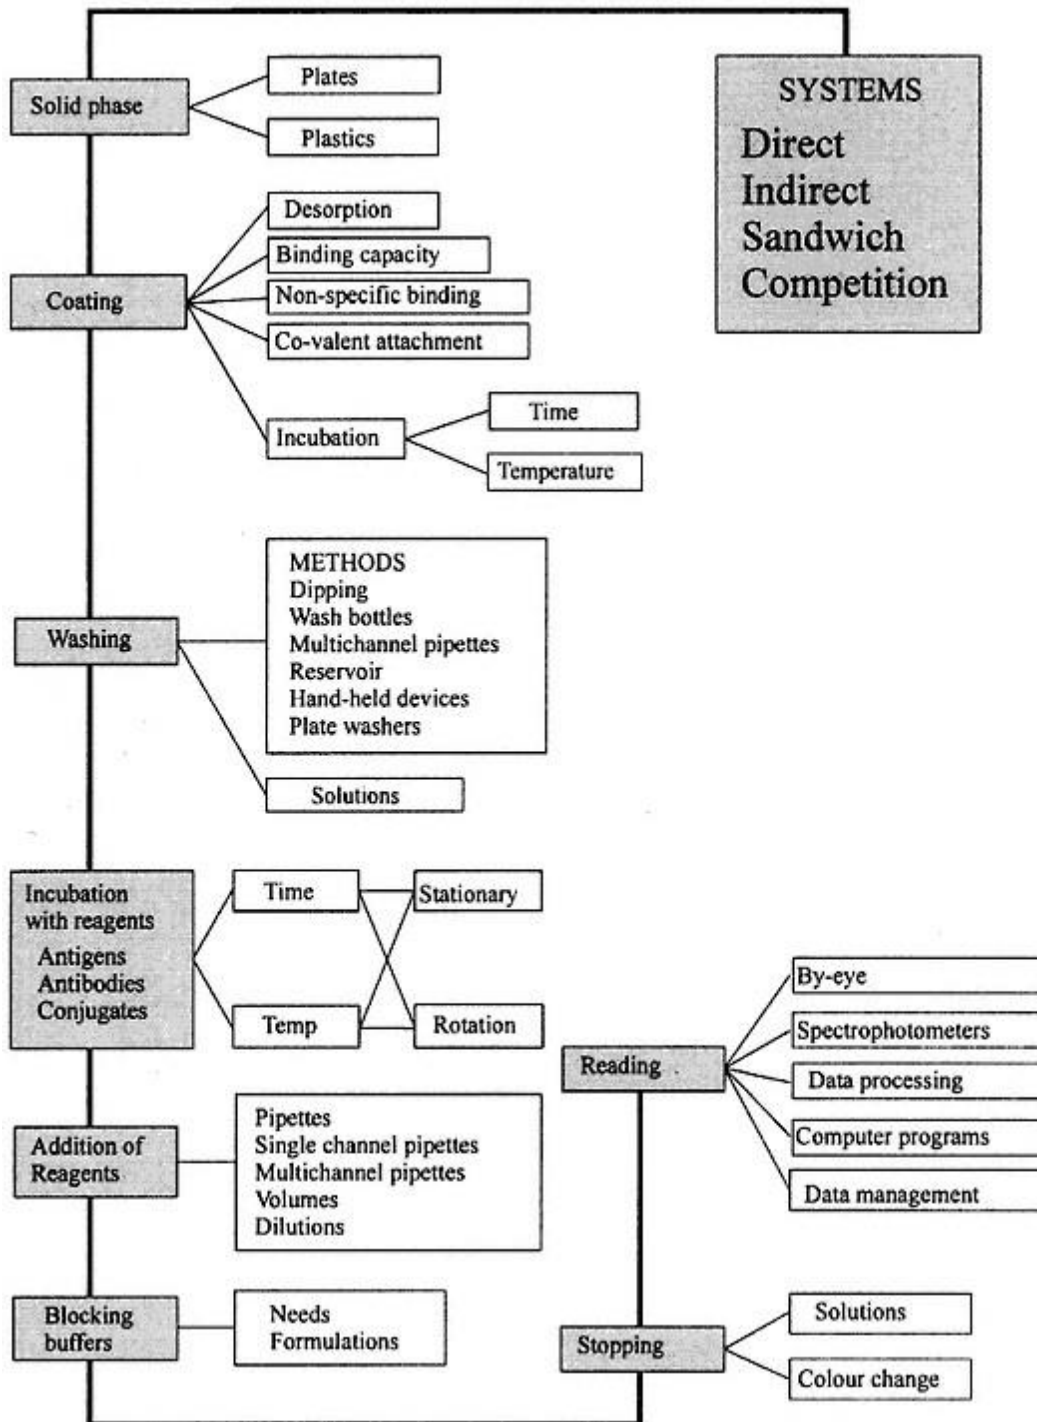 SYSTEMS
Direct
Indirect
Sandwich
Competition
Solid phase
Plates
Plastics
Coating
Desorption
Binding capacity
Non-specific binding
Co-valent attachment
Incubation
Time
Temperature
Washing
METHODS
Dipping
Wash bottles
Multichannel pipettes
Reservoir
Hand-held devices
Plate washers
Solutions
Incubation
with reagents
Antigens
Antibodies
Conjugates
Time
Temp
Stationary
Rotation
Addition of
Reagents
Pipettes
Single channel pipettes
Multichannel pipettes
Volumes
Dilutions
Blocking
buffers
Needs
Formulations
Stopping
Solutions
Colour change
Reading
By-eye
Spectrophotometers
Data processing
Computer programs
Data management